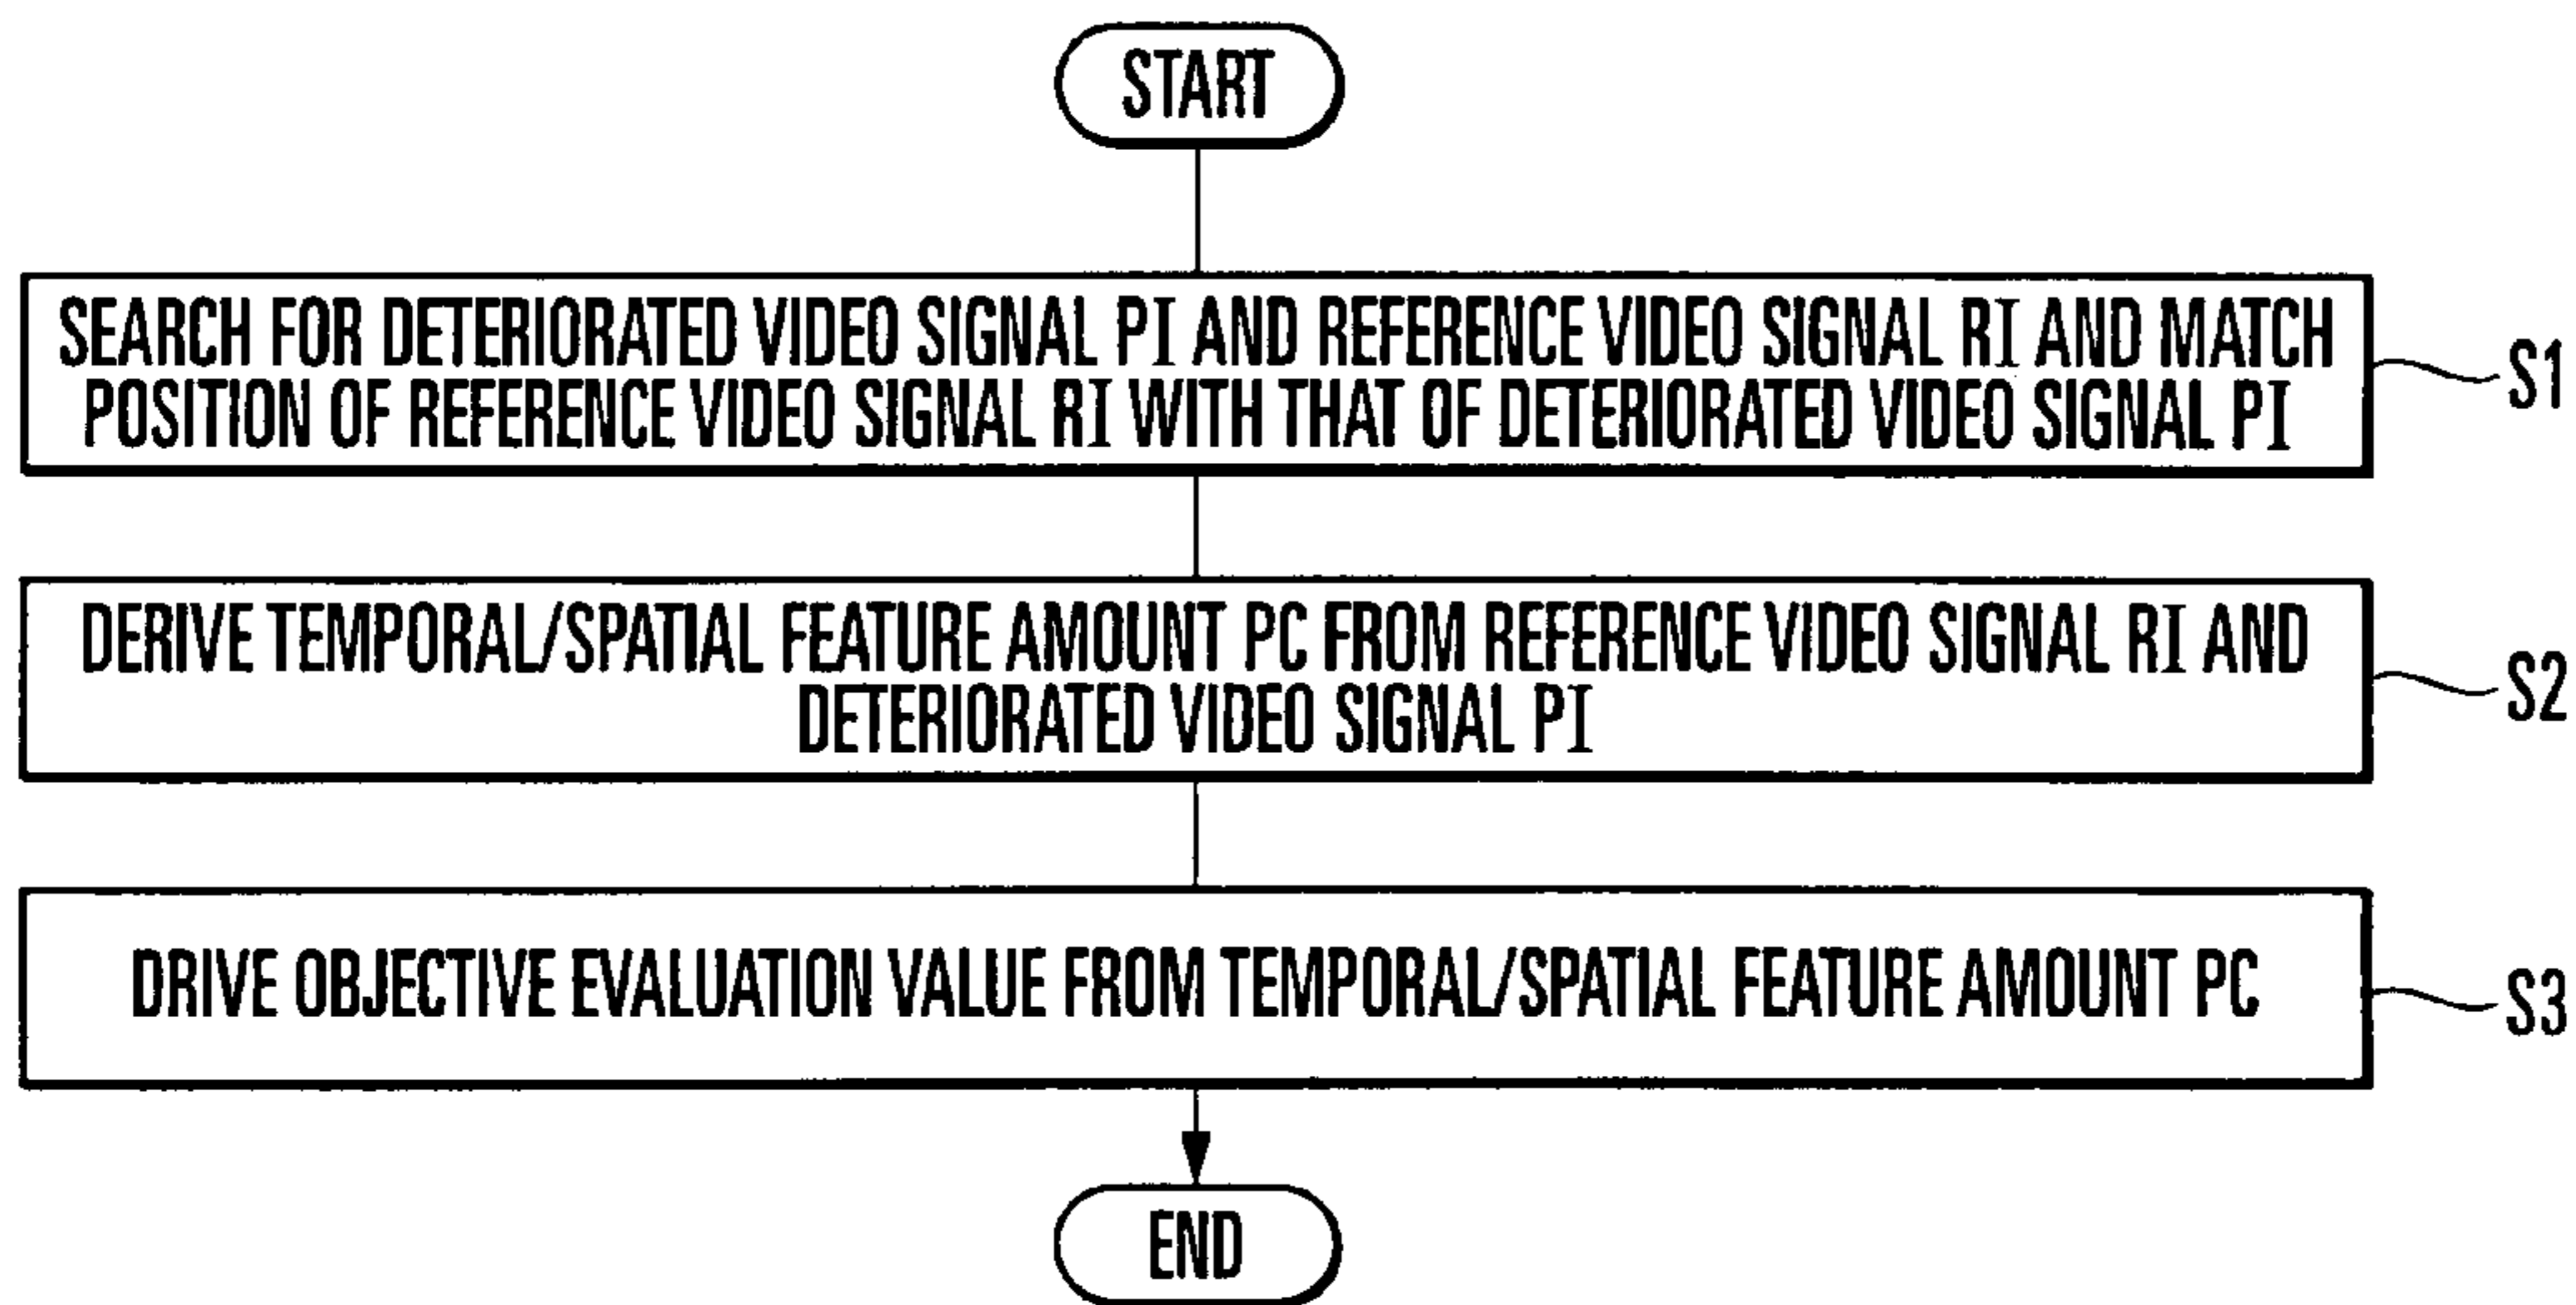 START
SEARCH FOR DETERIORATED VIDEO SIGNAL PI AND REFERENCE VIDEO SIGNAL RI AND MATCH
POSITION OF REFERENCE VIDEO SIGNAL RI WITH THAT OF DETERIORATED VIDEO SIGNAL PI
S1
DERIVE TEMPORAL/SPATIAL FEATURE AMOUNT PC FROM REFERENCE VIDEO SIGNAL RI AND
DETERIORATED VIDEO SIGNAL PI
S2
DRIVE OBJECTIVE EVALUATION VALUE FROM TEMPORAL/SPATIAL FEATURE AMOUNT PC
S3
END